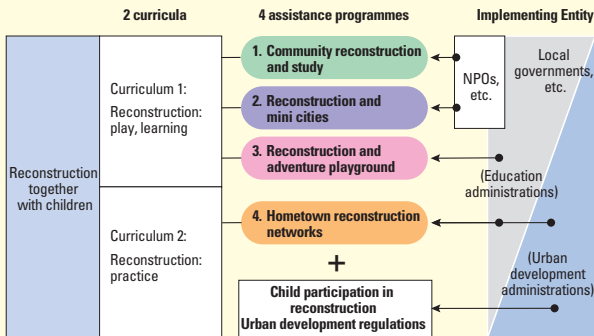 2 curricula
4 assistance programmes
Implementing Entity
Reconstruction
together
with children
Curriculum 1:
Reconstruction:
play, learning
Curriculum 2:
Reconstruction:
practice
1. Community reconstruction
and study
2. Reconstruction and
mini cities
3. Reconstruction and
adventure playground
4. Hometown reconstruction
networks
+
Child participation in
reconstruction
Urban development regulations
NPOs,
etc.
Local
governments,
etc.
(Education
administrations)
(Urban
development
administrations)